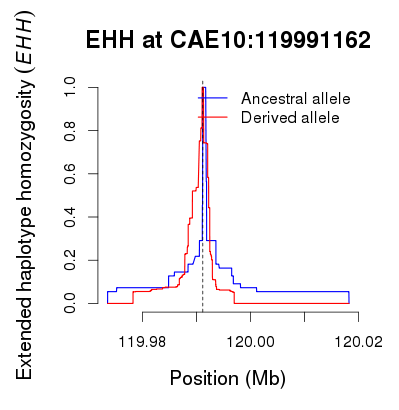 EHH at CAE10:119991162
Extended haplotype homozygosity (EHH)
1.0
0.8
0.6
0.4
0.2
0.0
Ancestral allele
Derived allele
119.98
120.00
120.02
Position (Mb)